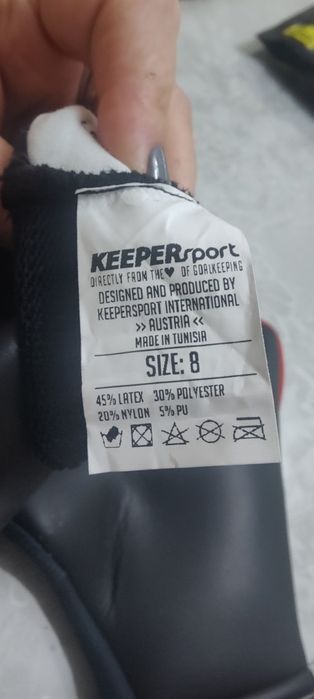 KEEPERsport
DIRECTLY FROM THE♥ OF GOALKEEPING
DESIGNED AND PRODUCED BY
KEEPERSPORT INTERNATIONAL
>> AUSTRIA <<
MADE IN TUNISIA
SIZE: 8
45% LATEX 30% POLYESTER
20% NYLON 5% PU